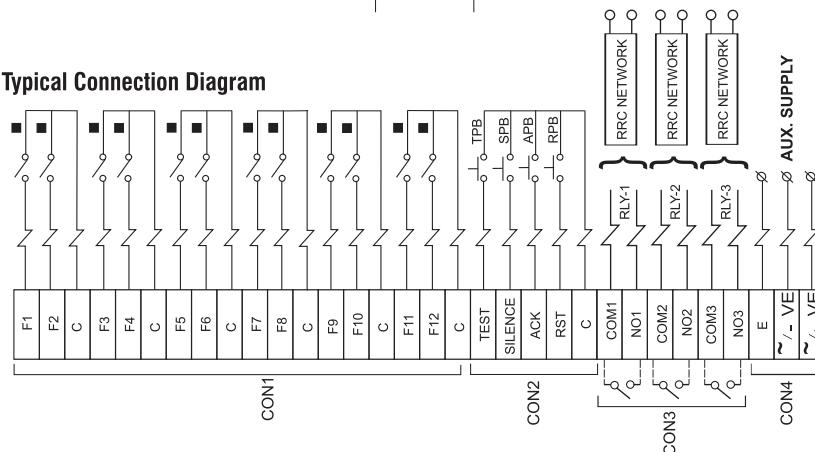 Typical Connection Diagram
TPB
SPB
APB
RPB
RRC NETWORK
RRC NETWORK
RRC NETWORK
RLY-1
RLY-2
RLY-3
AUX. SUPPLY
F1
F2
C
F3
F4
C
F5
F6
C
F7
F8
C
F9
F10
C
F11
F12
C
TEST
SILENCE
ACK
RST
C
COM1
NO1
COM2
NO2
COM3
NO3
E
~/- VE
~/- VE
CON1
CON2
CON3
CON4